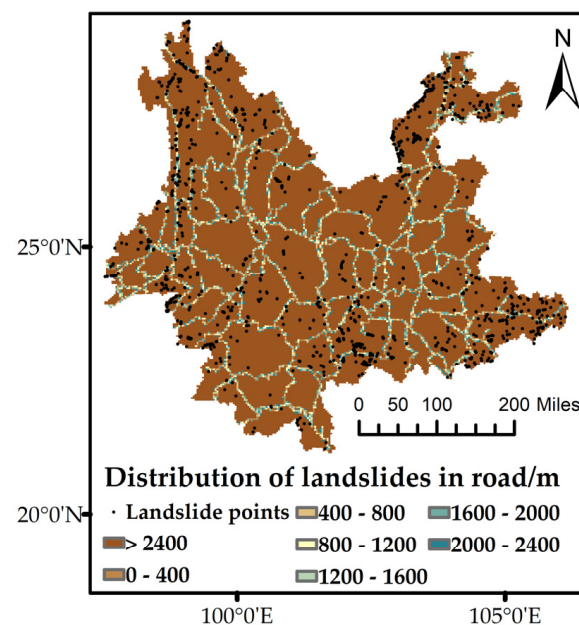 N
25°0'N
0 50 100 200 Miles
Distribution of landslides in road/m
Landslide points
400 - 800
1600 - 2000
> 2400
800 - 1200
2000 - 2400
0 - 400
1200 - 1600
20°0'N
100°0'E
105°0'E